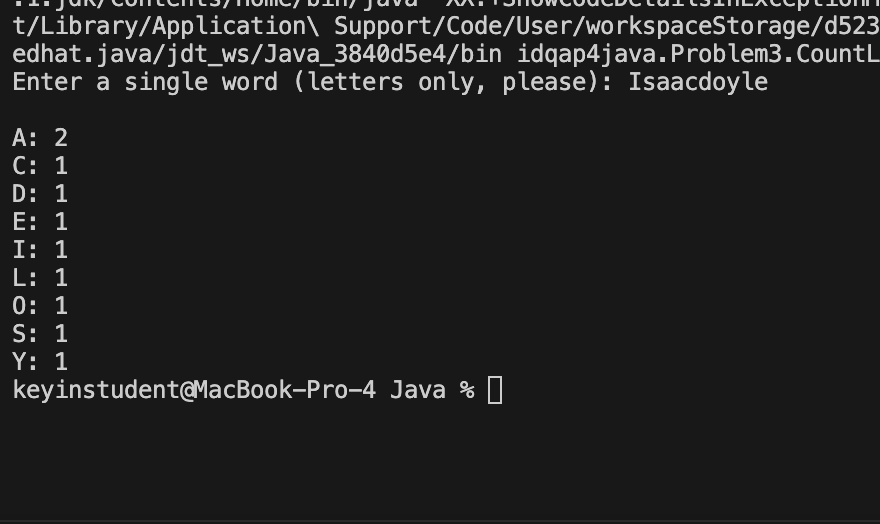 t/Library/Application\ Support/Code/User/workspaceStorage/d523
edhat.java/jdt_ws/Java_3840d5e4/bin idqap4java.Problem3.CountL
Enter a single word (letters only, please): Isaacdoyle
A: 2
C: 1
D: 1
E: 1
I: 1
L: 1
O: 1
S: 1
Y: 1
keyinstudent@MacBook-Pro-4 Java %